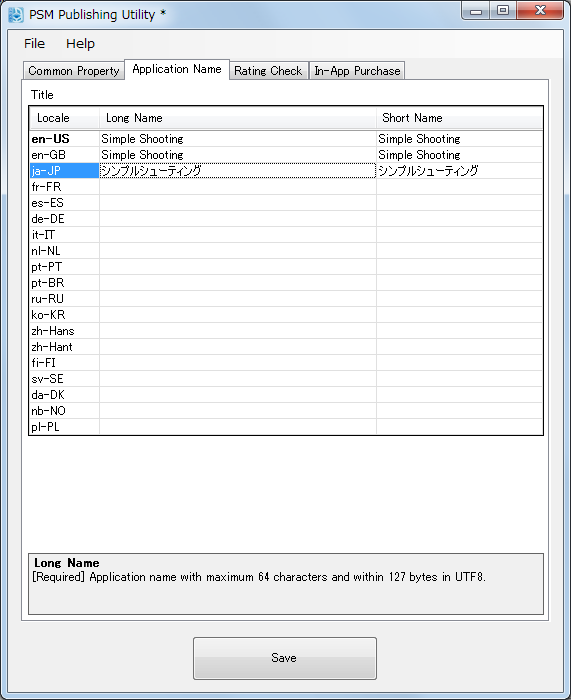 PSM Publishing Utility *
File Help
Common Property Application Name Rating Check In-App Purchase
Title
Locale Long Name Short Name
en-US Simple Shooting Simple Shooting
en-GB Simple Shooting Simple Shooting
ja-JP シンプルシューティング シンプルシューティング
fr-FR
es-ES
de-DE
it-IT
nl-NL
pt-PT
pt-BR
ru-RU
ko-KR
zh-Hans
zh-Hant
fi-FI
sv-SE
da-DK
nb-NO
pl-PL
Long Name
[Required] Application name with maximum 64 characters and within 127 bytes in UTF8.
Save